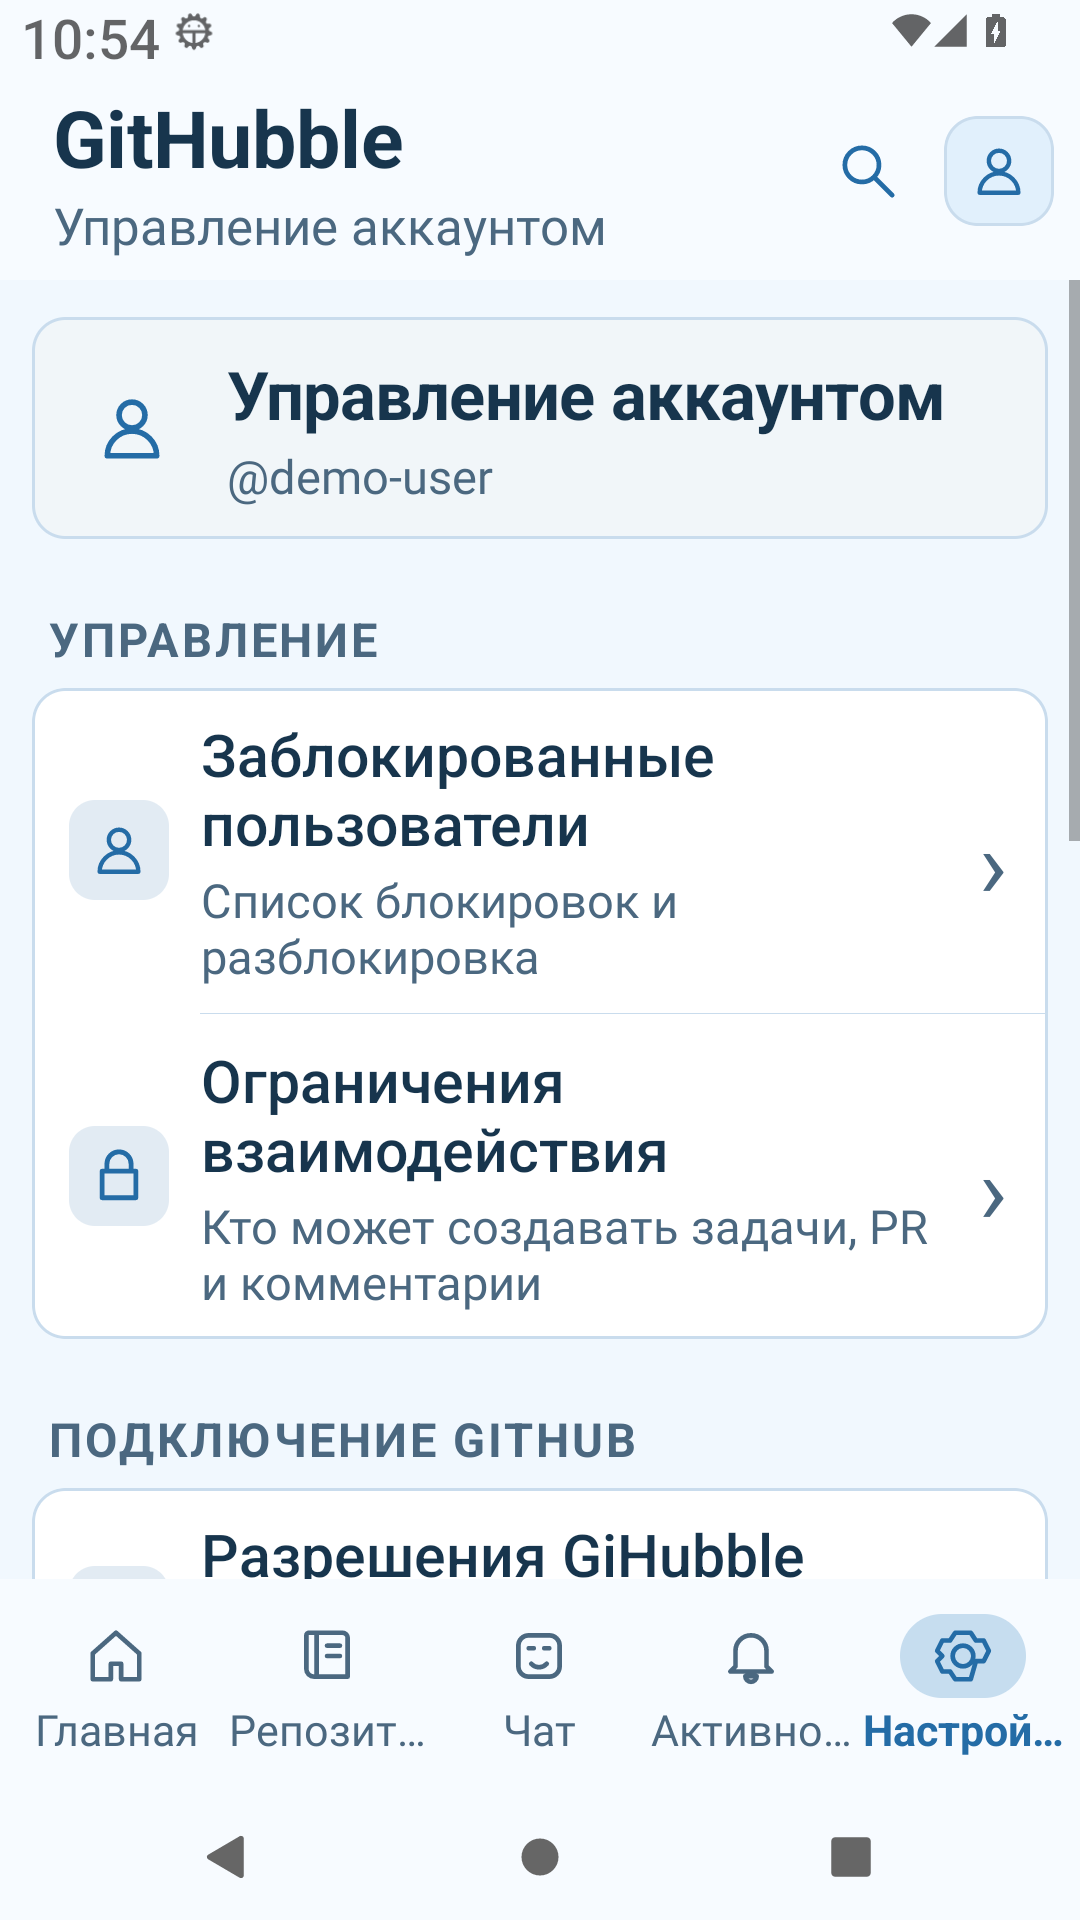 10:54
GitHubble
Управление аккаунтом
Управление аккаунтом
@demo-user
УПРАВЛЕНИЕ
Заблокированные
пользователи
Список блокировок и
разблокировка
Ограничения
взаимодействия
Кто может создавать задачи, PR
и комментарии
ПОДКЛЮЧЕНИЕ GITHUB
Разрешения GiHubble
Главная
Репозит...
Чат
Активно...
Настрой...